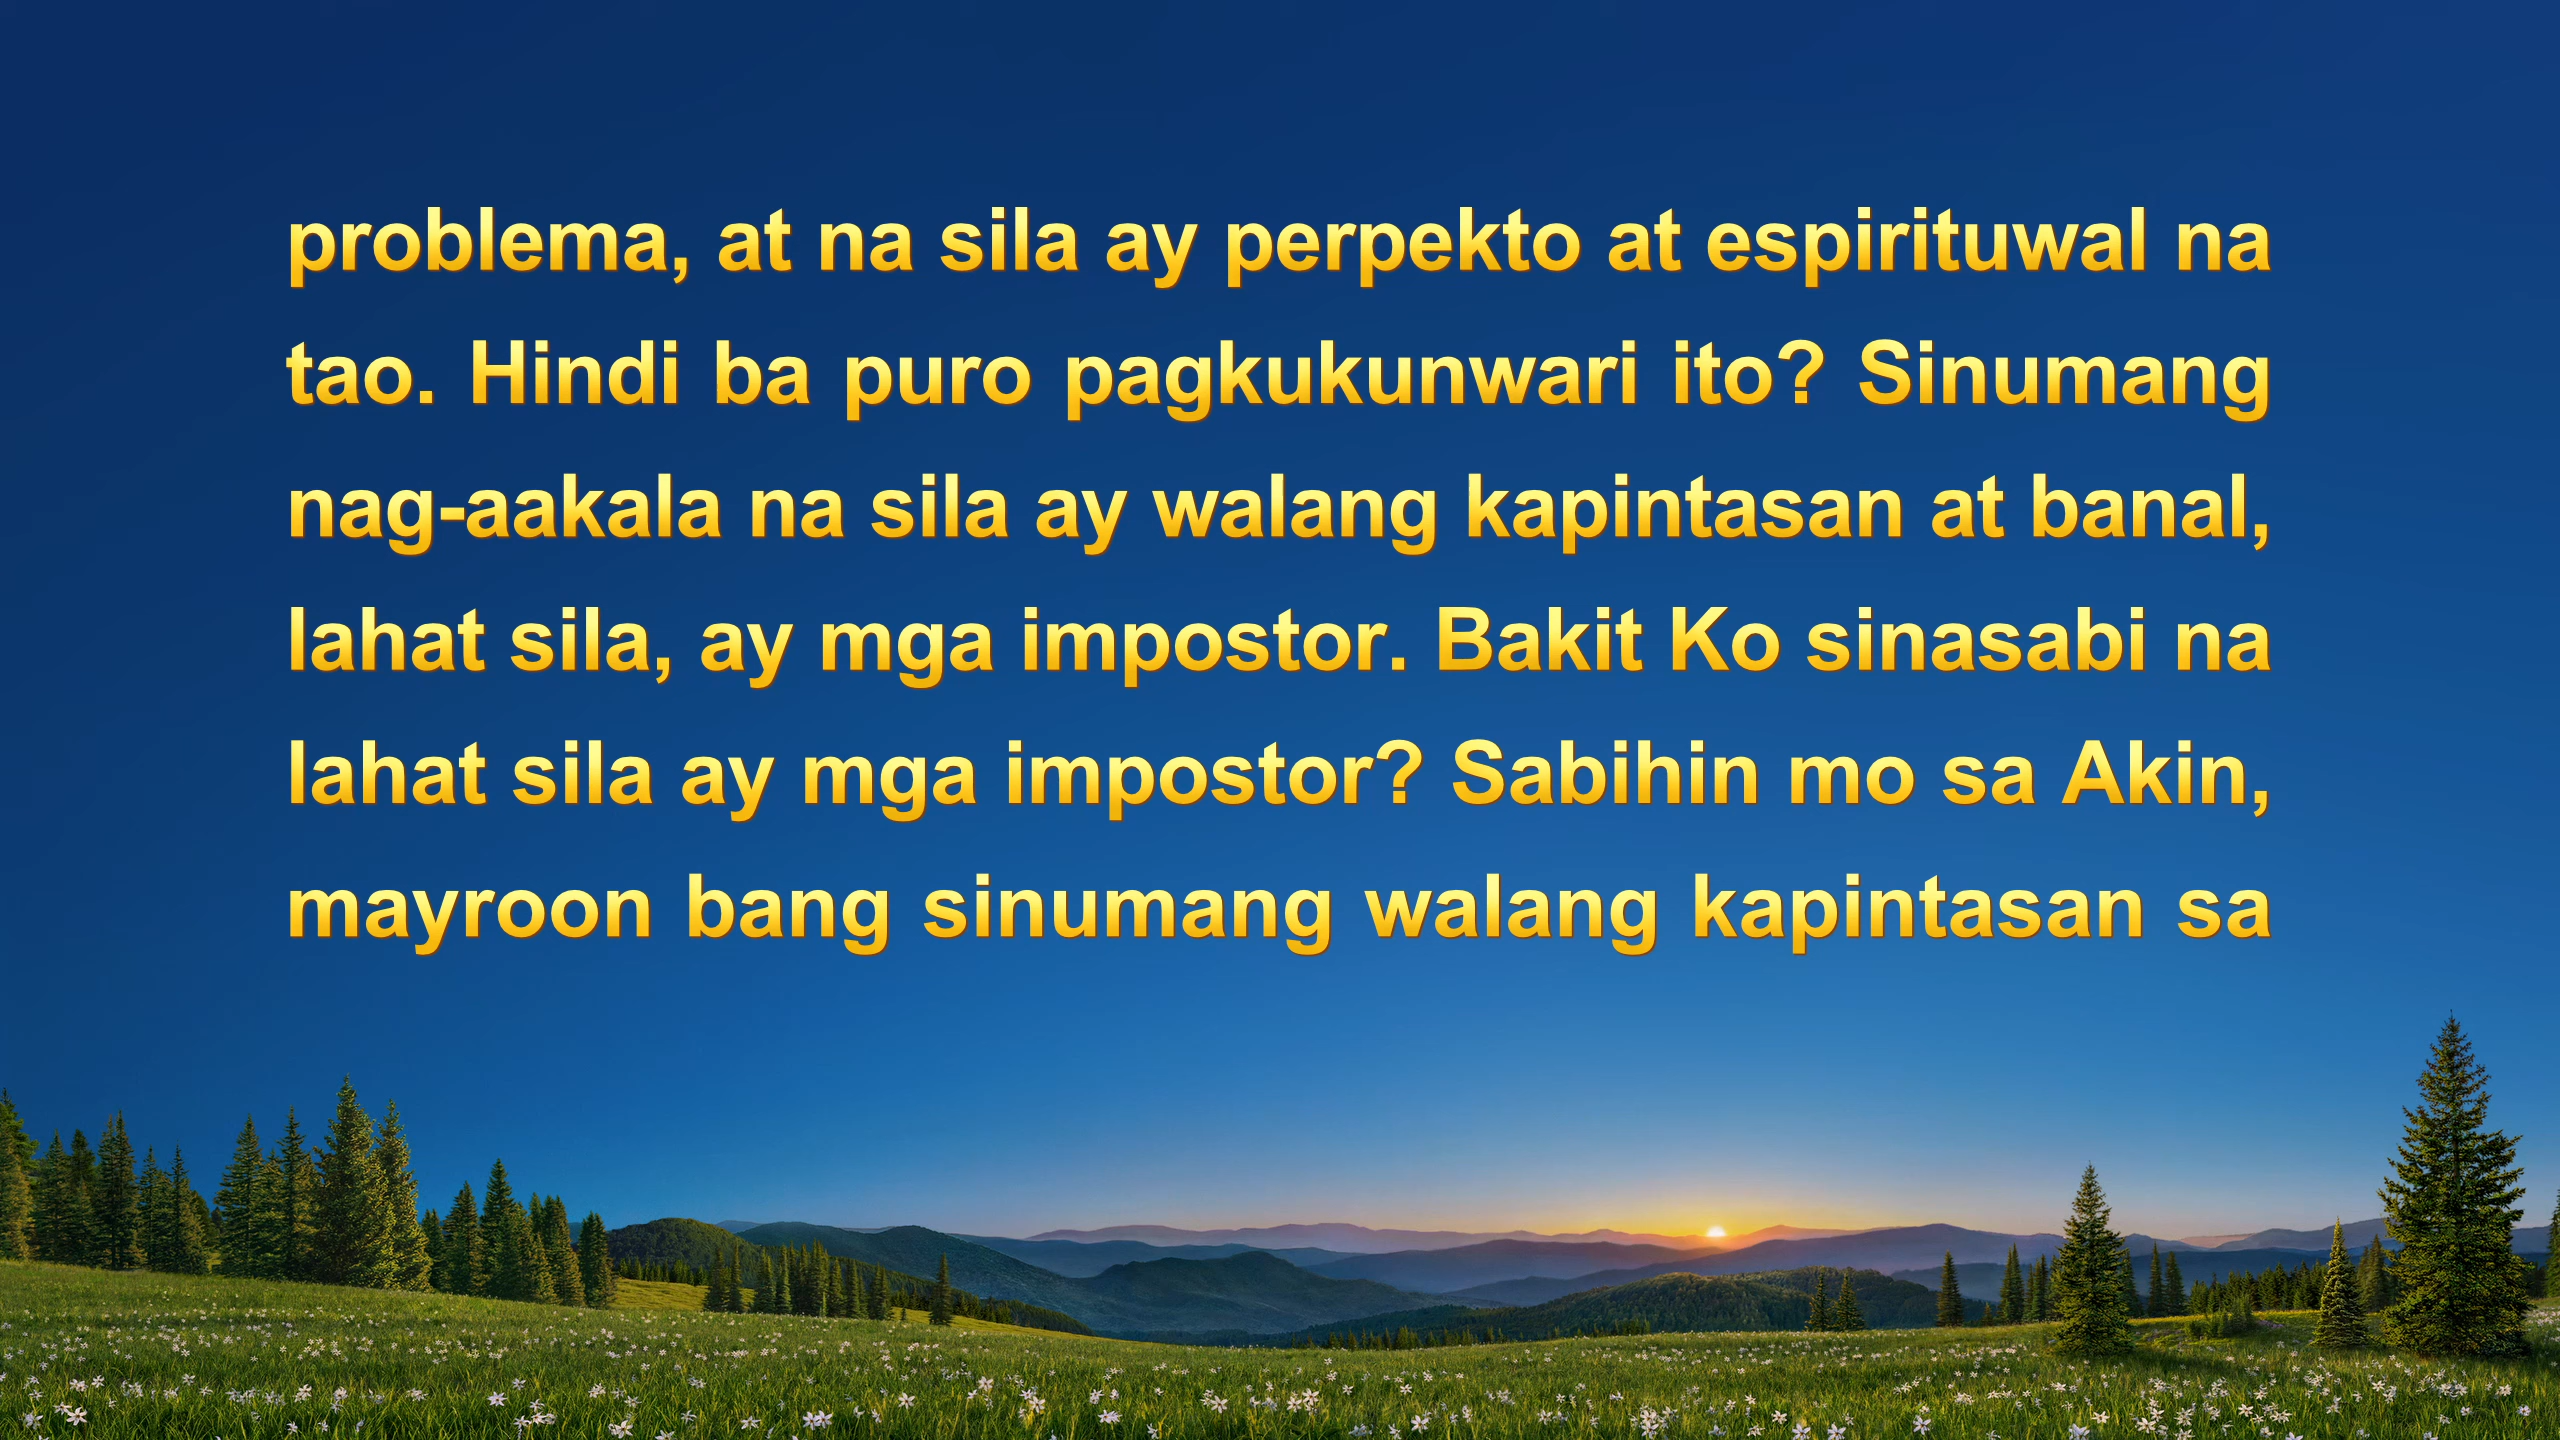 problema, at na sila ay perpekto at espirituwal na
tao. Hindi ba puro pagkukunwari ito? Sinumang
nag-aakala na sila ay walang kapintasan at banal,
lahat sila, ay mga impostor. Bakit Ko sinasabi na
lahat sila ay mga impostor? Sabihin mo sa Akin,
mayroon bang sinumang walang kapintasan sa